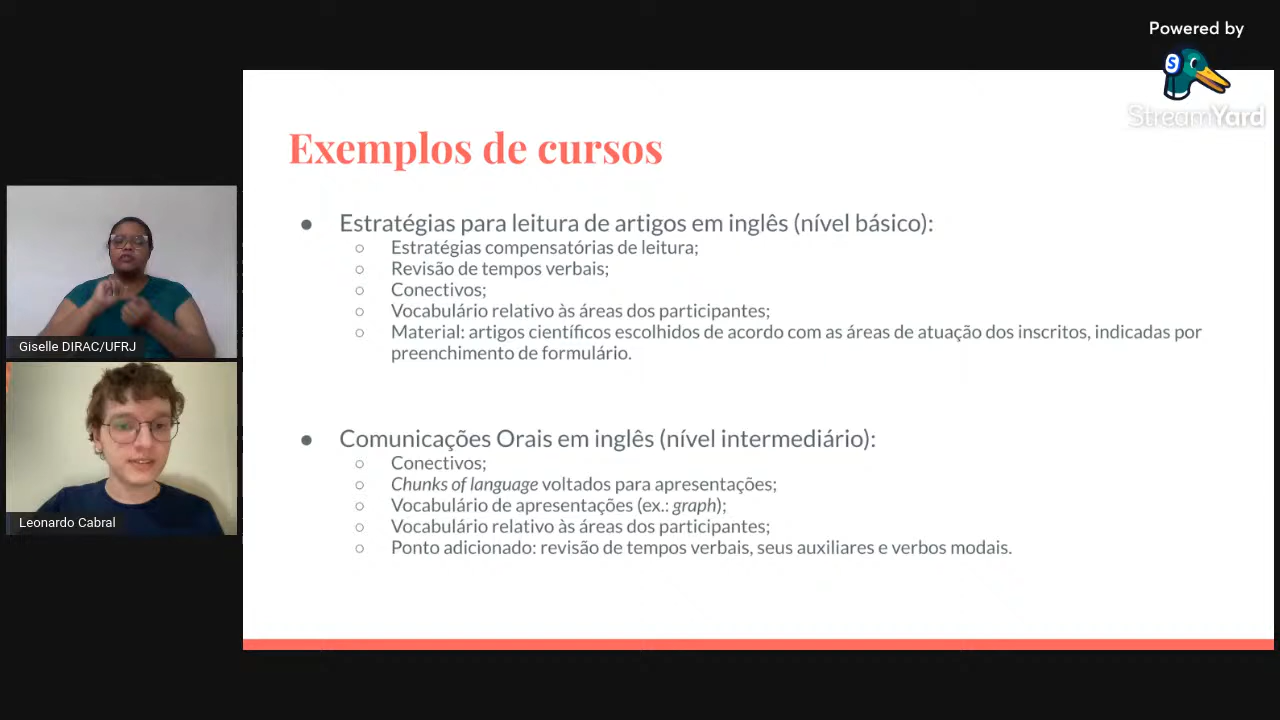 Powered by
StreamYard
Exemplos de cursos
● Estratégias para leitura de artigos em inglês (nível básico):
○ Estratégias compensatórias de leitura;
○ Revisão de tempos verbais;
○ Conectivos;
○ Vocabulário relativo às áreas dos participantes;
○ Material: artigos científicos escolhidos de acordo com as áreas de atuação dos inscritos, indicadas por
preenchimento de formulário.
● Comunicações Orais em inglês (nível intermediário):
○ Conectivos;
○ Chunks of language voltados para apresentações;
○ Vocabulário de apresentações (ex.: graph);
○ Vocabulário relativo às áreas dos participantes;
○ Ponto adicionado: revisão de tempos verbais, seus auxiliares e verbos modais.
Giselle DIRAC/UFRJ
Leonardo Cabral